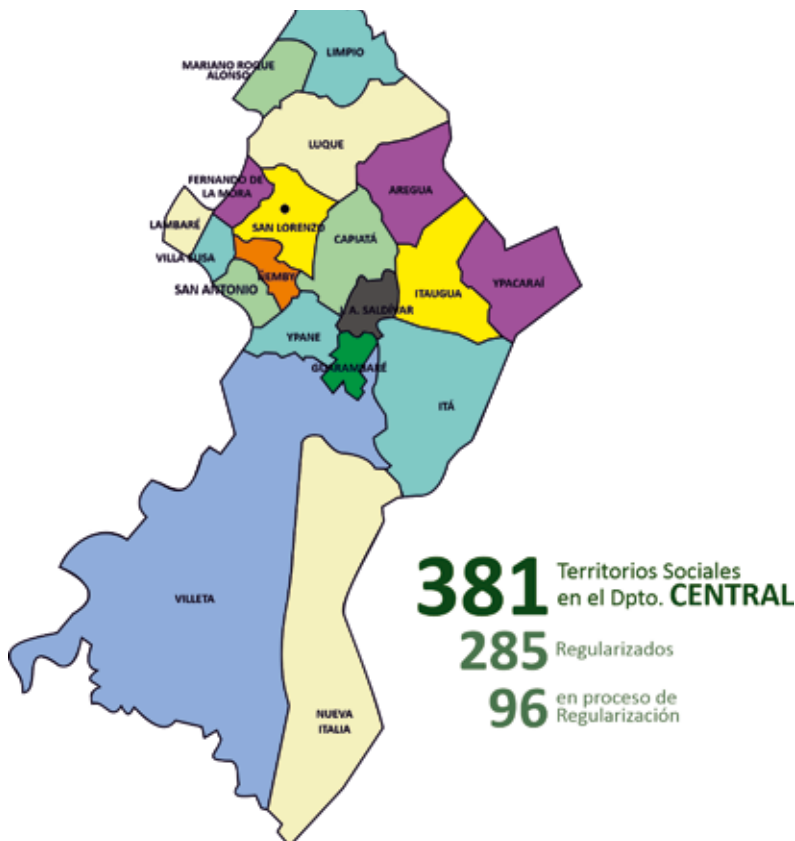 LIMPIO
MARIANO ROQUE
ALONSO
LUQUE
FERNANDO DE
LA MORA
AREGUA
LAMBARÉ
SAN LORENZO
CAPIATÁ
VILLA ELISA
ÑEMBY
SAN ANTONIO
ITAUGUA
YPACARAÍ
J. A. SALDÍVAR
YPANE
GUARAMBARÉ
ITÁ
VILLETA
NUEVA
ITALIA
381 Territorios Sociales
en el Dpto. CENTRAL
285 Regularizados
96 en proceso de
Regularización